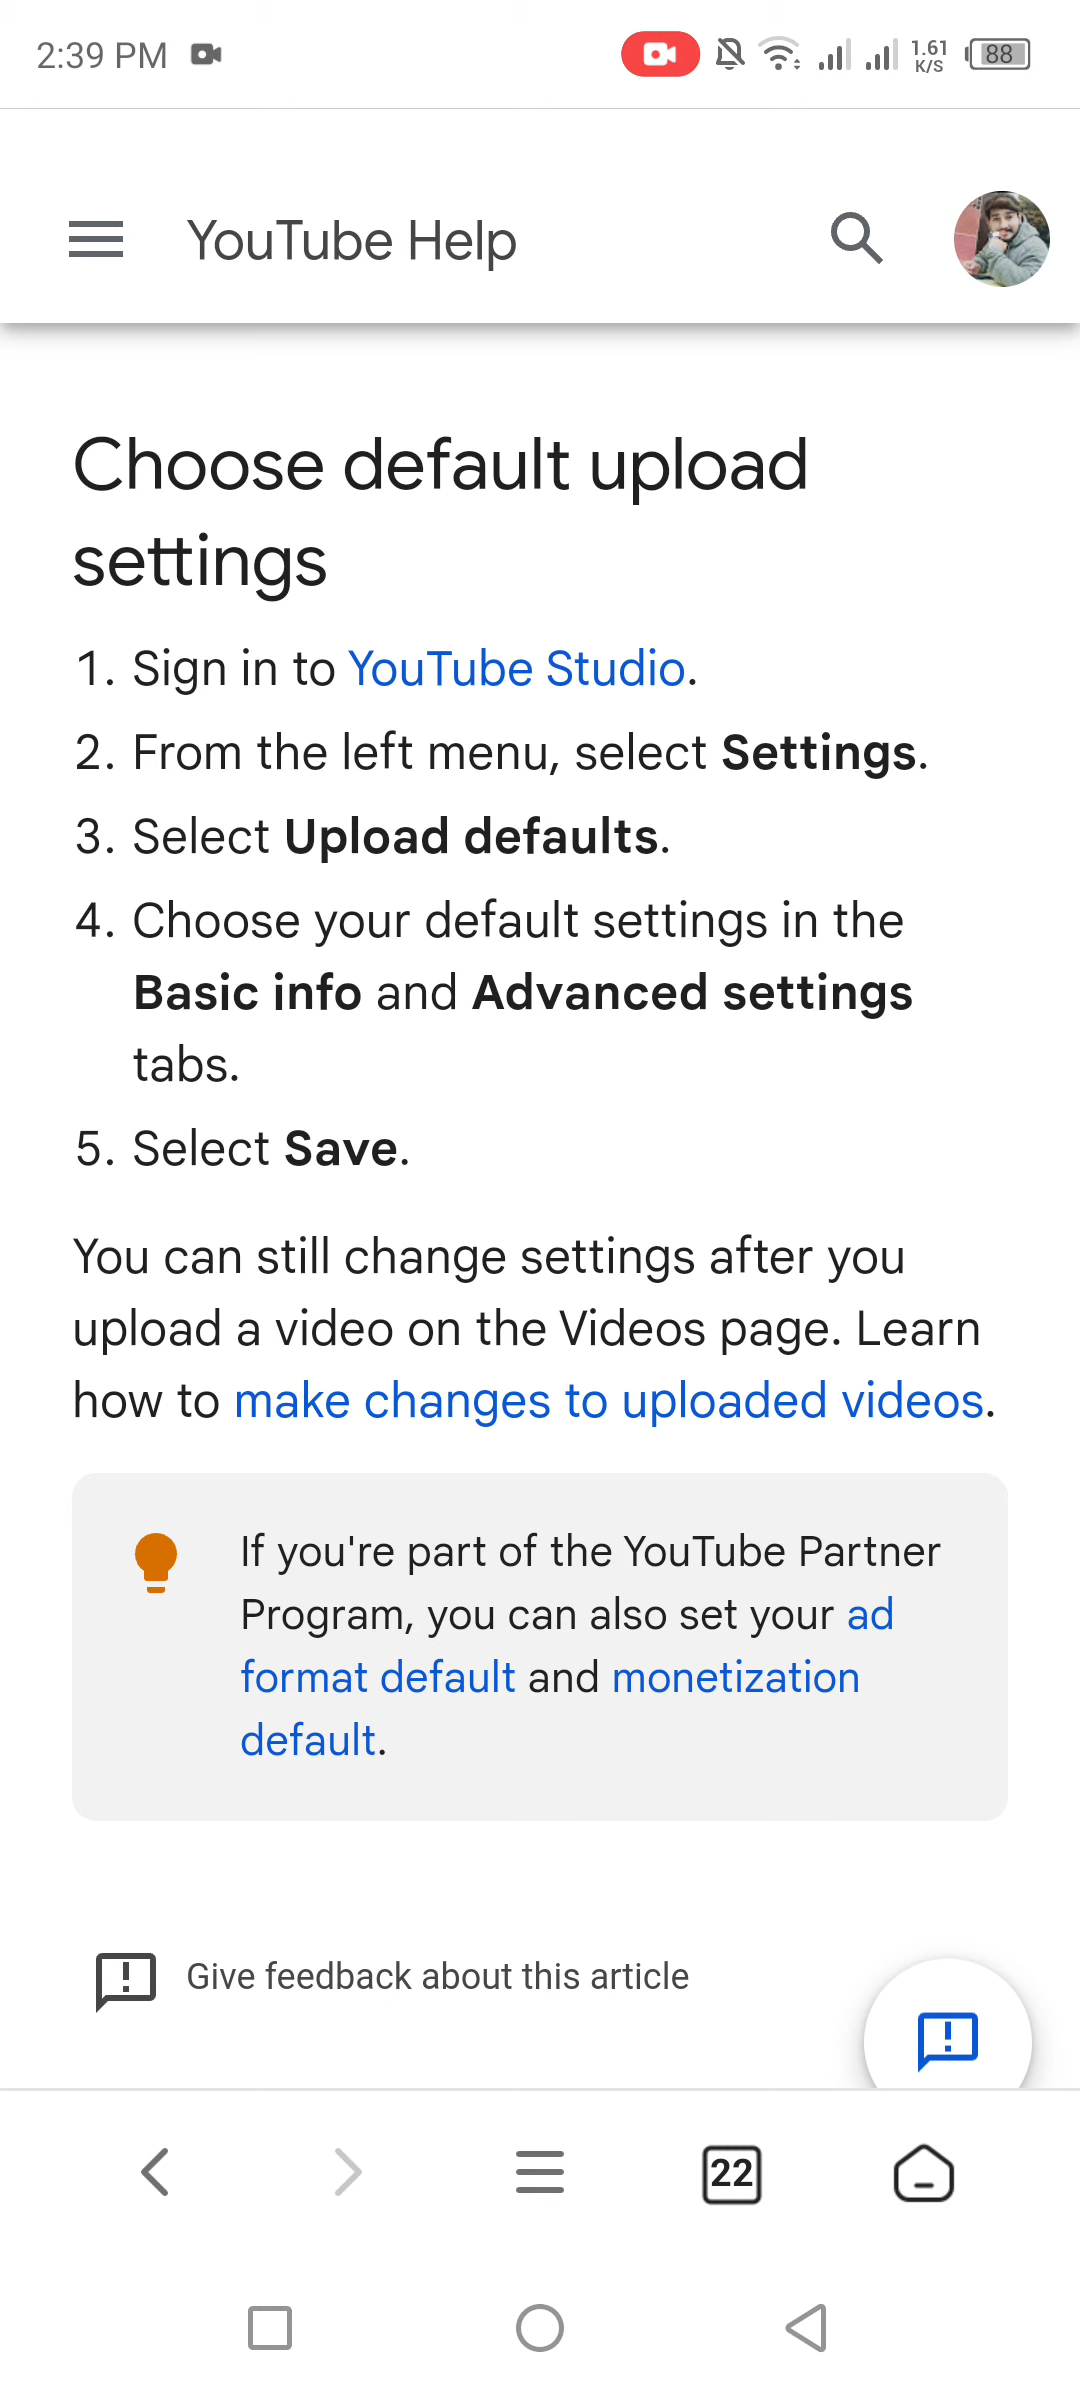 2:39 PM
1.61
K/S
88
YouTube Help
Choose default upload
settings
1. Sign in to YouTube Studio.
2. From the left menu, select Settings.
3. Select Upload defaults.
4. Choose your default settings in the
Basic info and Advanced settings
tabs.
5. Select Save.
You can still change settings after you
upload a video on the Videos page. Learn
how to make changes to uploaded videos.
If you're part of the YouTube Partner
Program, you can also set your ad
format default and monetization
default.
Give feedback about this article
22